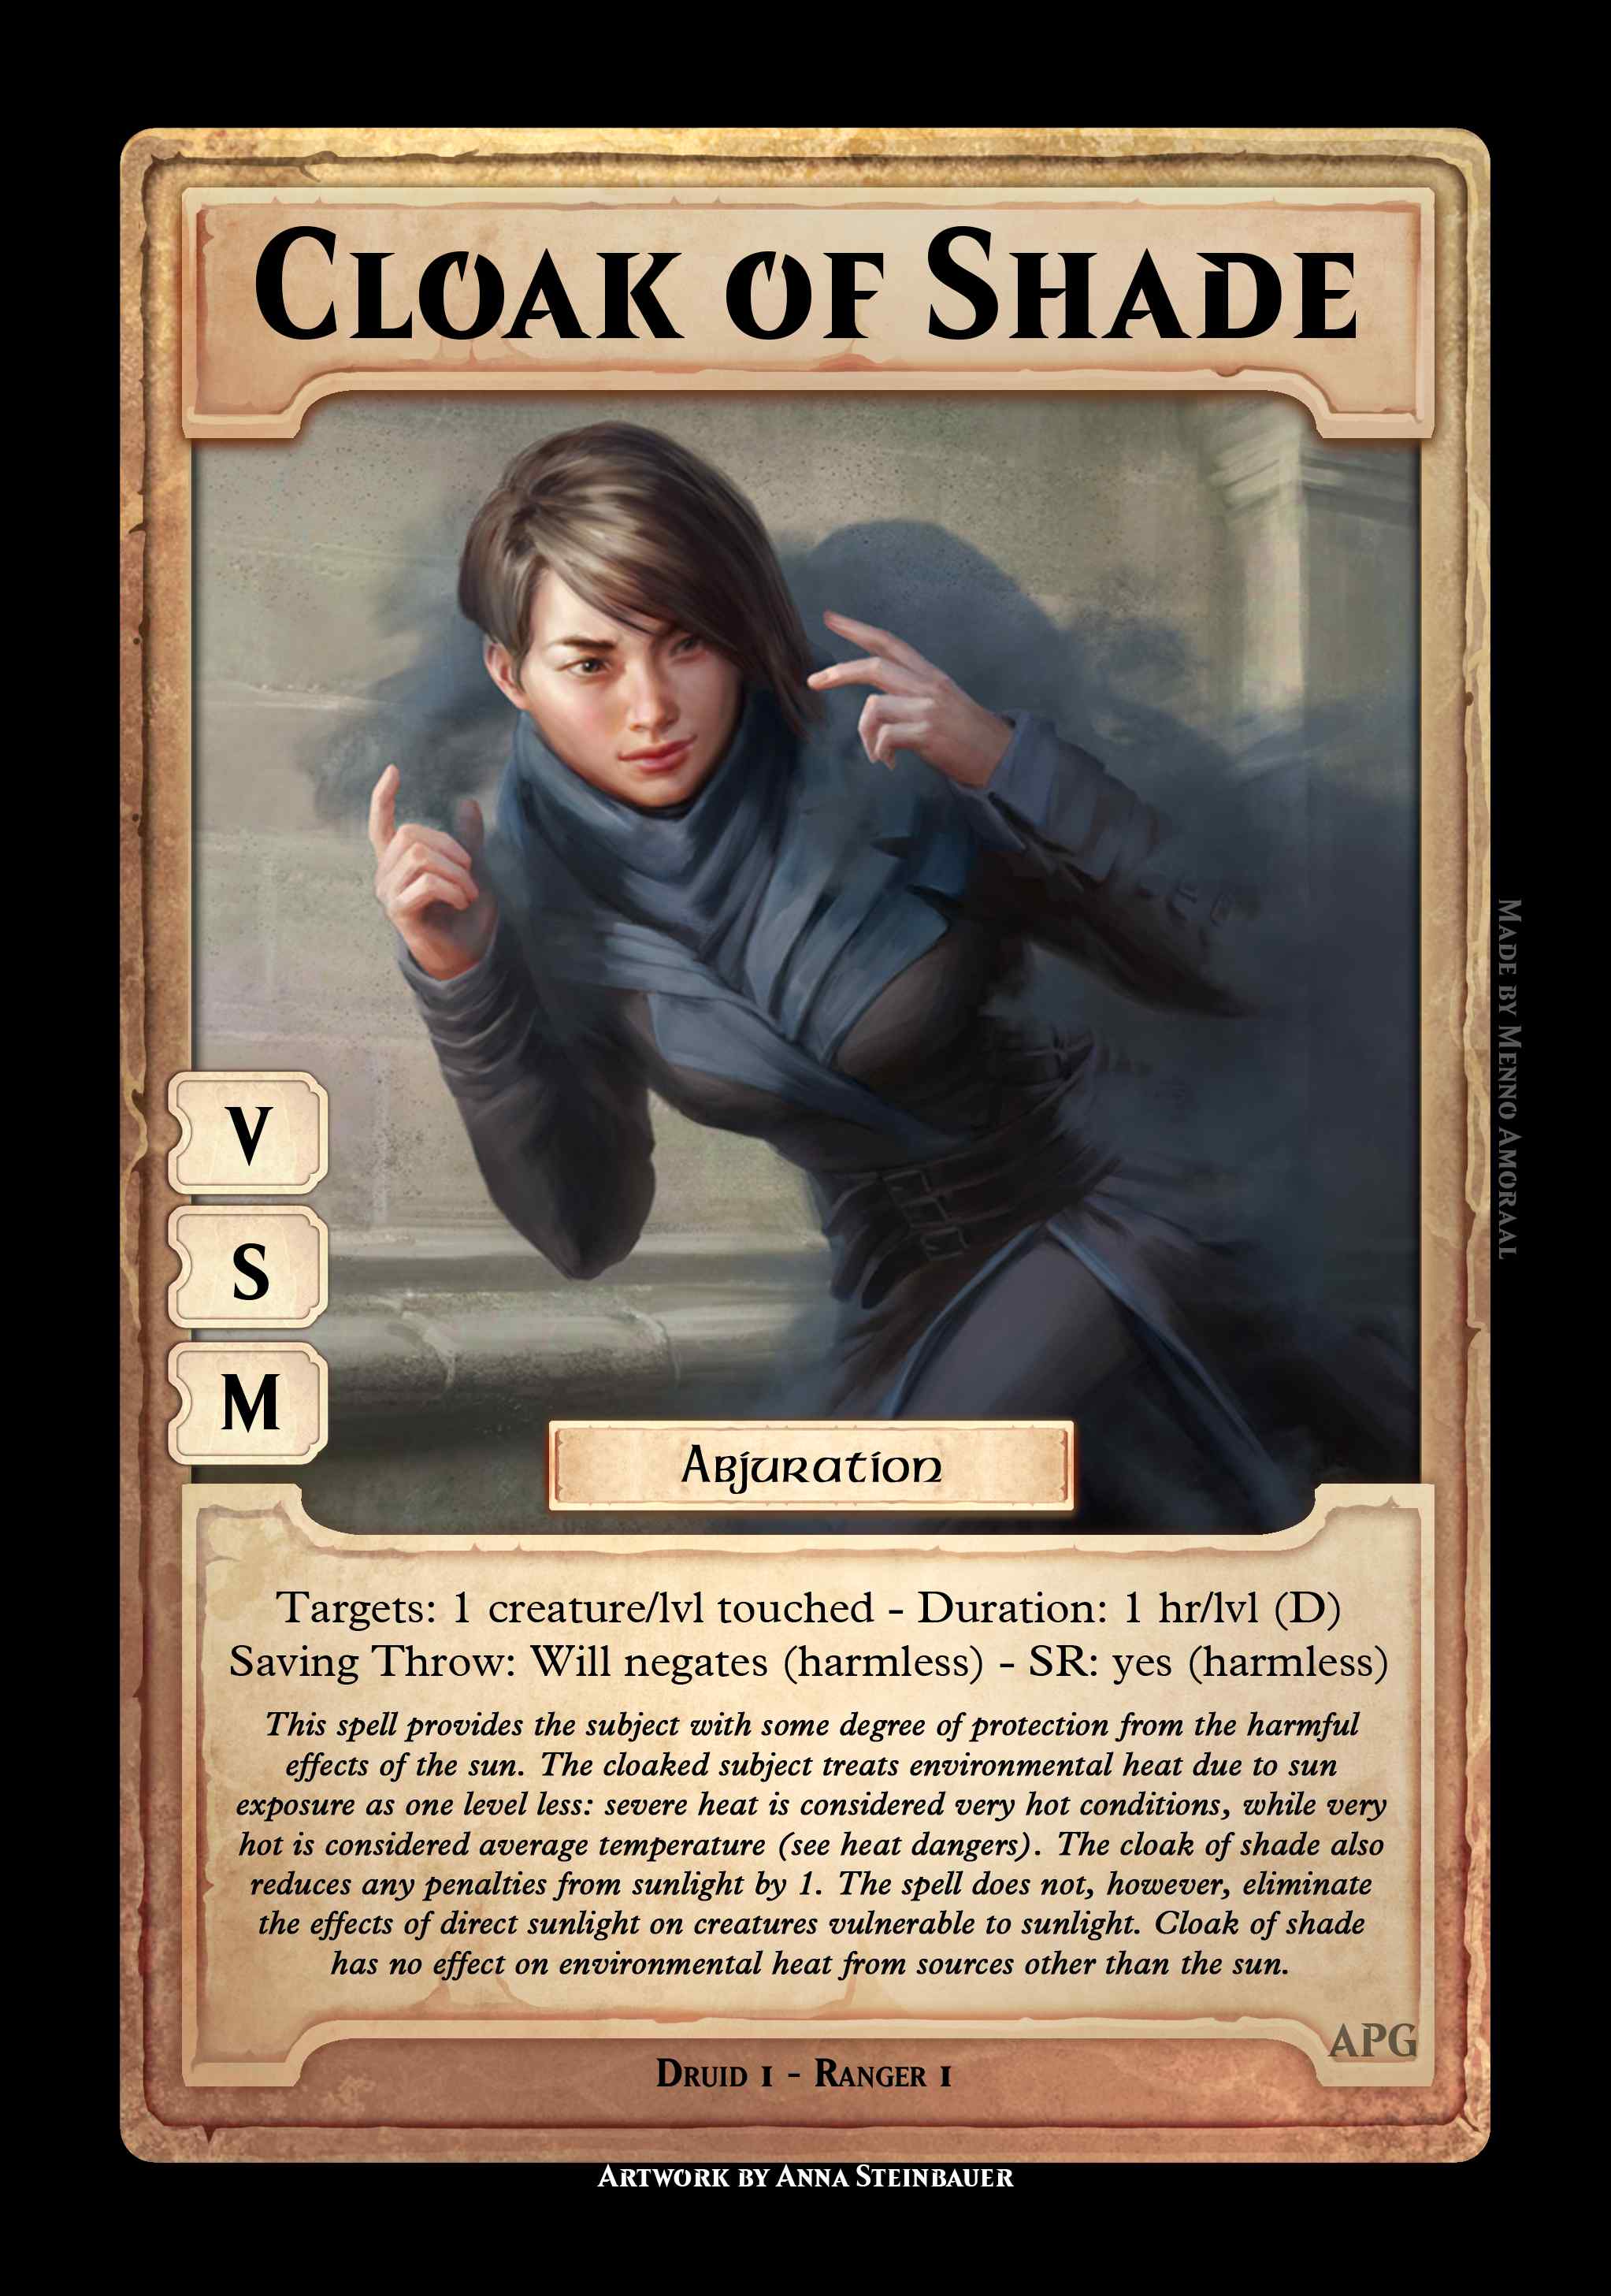 Cloak of Shade
V
S
M
Abjuration
Targets: 1 creature/lvl touched - Duration: 1 hr/lvl (D)
Saving Throw: Will negates (harmless) - SR: yes (harmless)
This spell provides the subject with some degree of protection from the harmful
effects of the sun. The cloaked subject treats environmental heat due to sun
exposure as one level less: severe heat is considered very hot conditions, while very
hot is considered average temperature (see heat dangers). The cloak of shade also
reduces any penalties from sunlight by 1. The spell does not, however, eliminate
the effects of direct sunlight on creatures vulnerable to sunlight. Cloak of shade
has no effect on environmental heat from sources other than the sun.
APG
Druid 1 - Ranger 1
Artwork by Anna Steinbauer
Made by Menno Amoraal